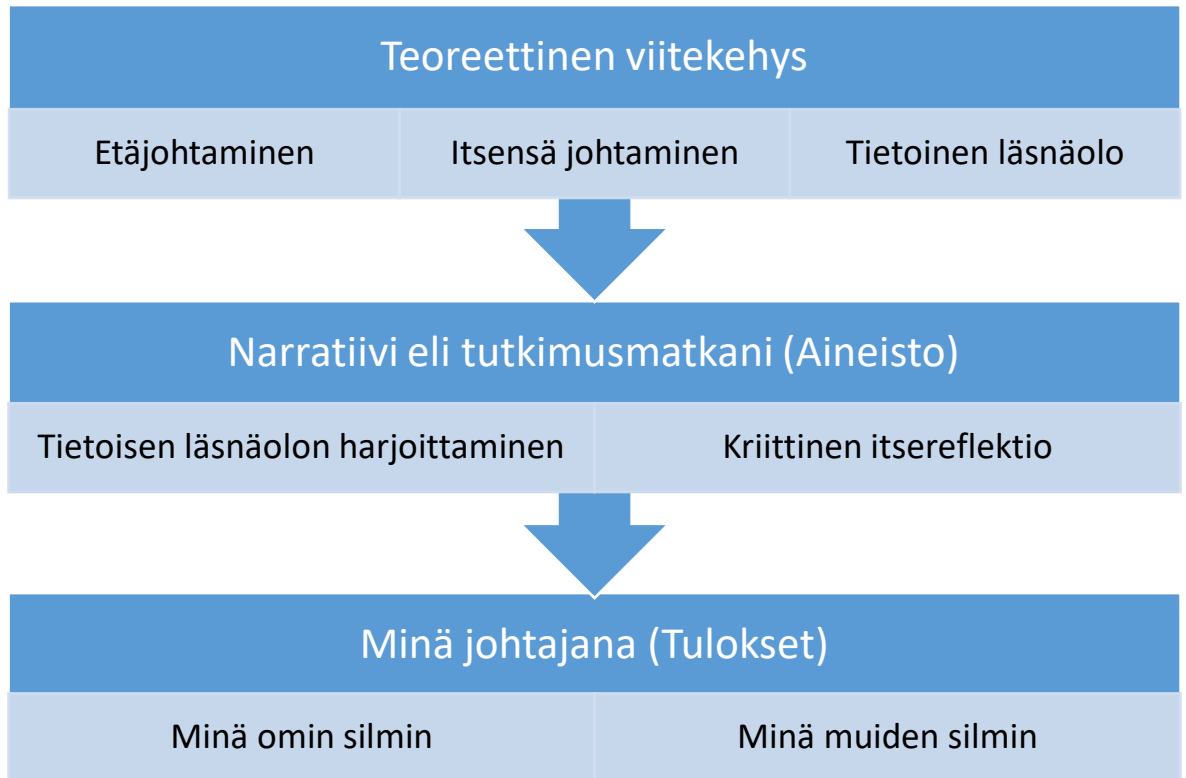 Teoreettinen viitekehys
Etäjohtaminen
Itsensä johtaminen
Tietoinen läsnäolo
Narratiivi eli tutkimusmatkani (Aineisto)
Tietoisen läsnäolon harjoittaminen
Kriittinen itsereflektio
Minä johtajana (Tulokset)
Minä omin silmin
Minä muiden silmin